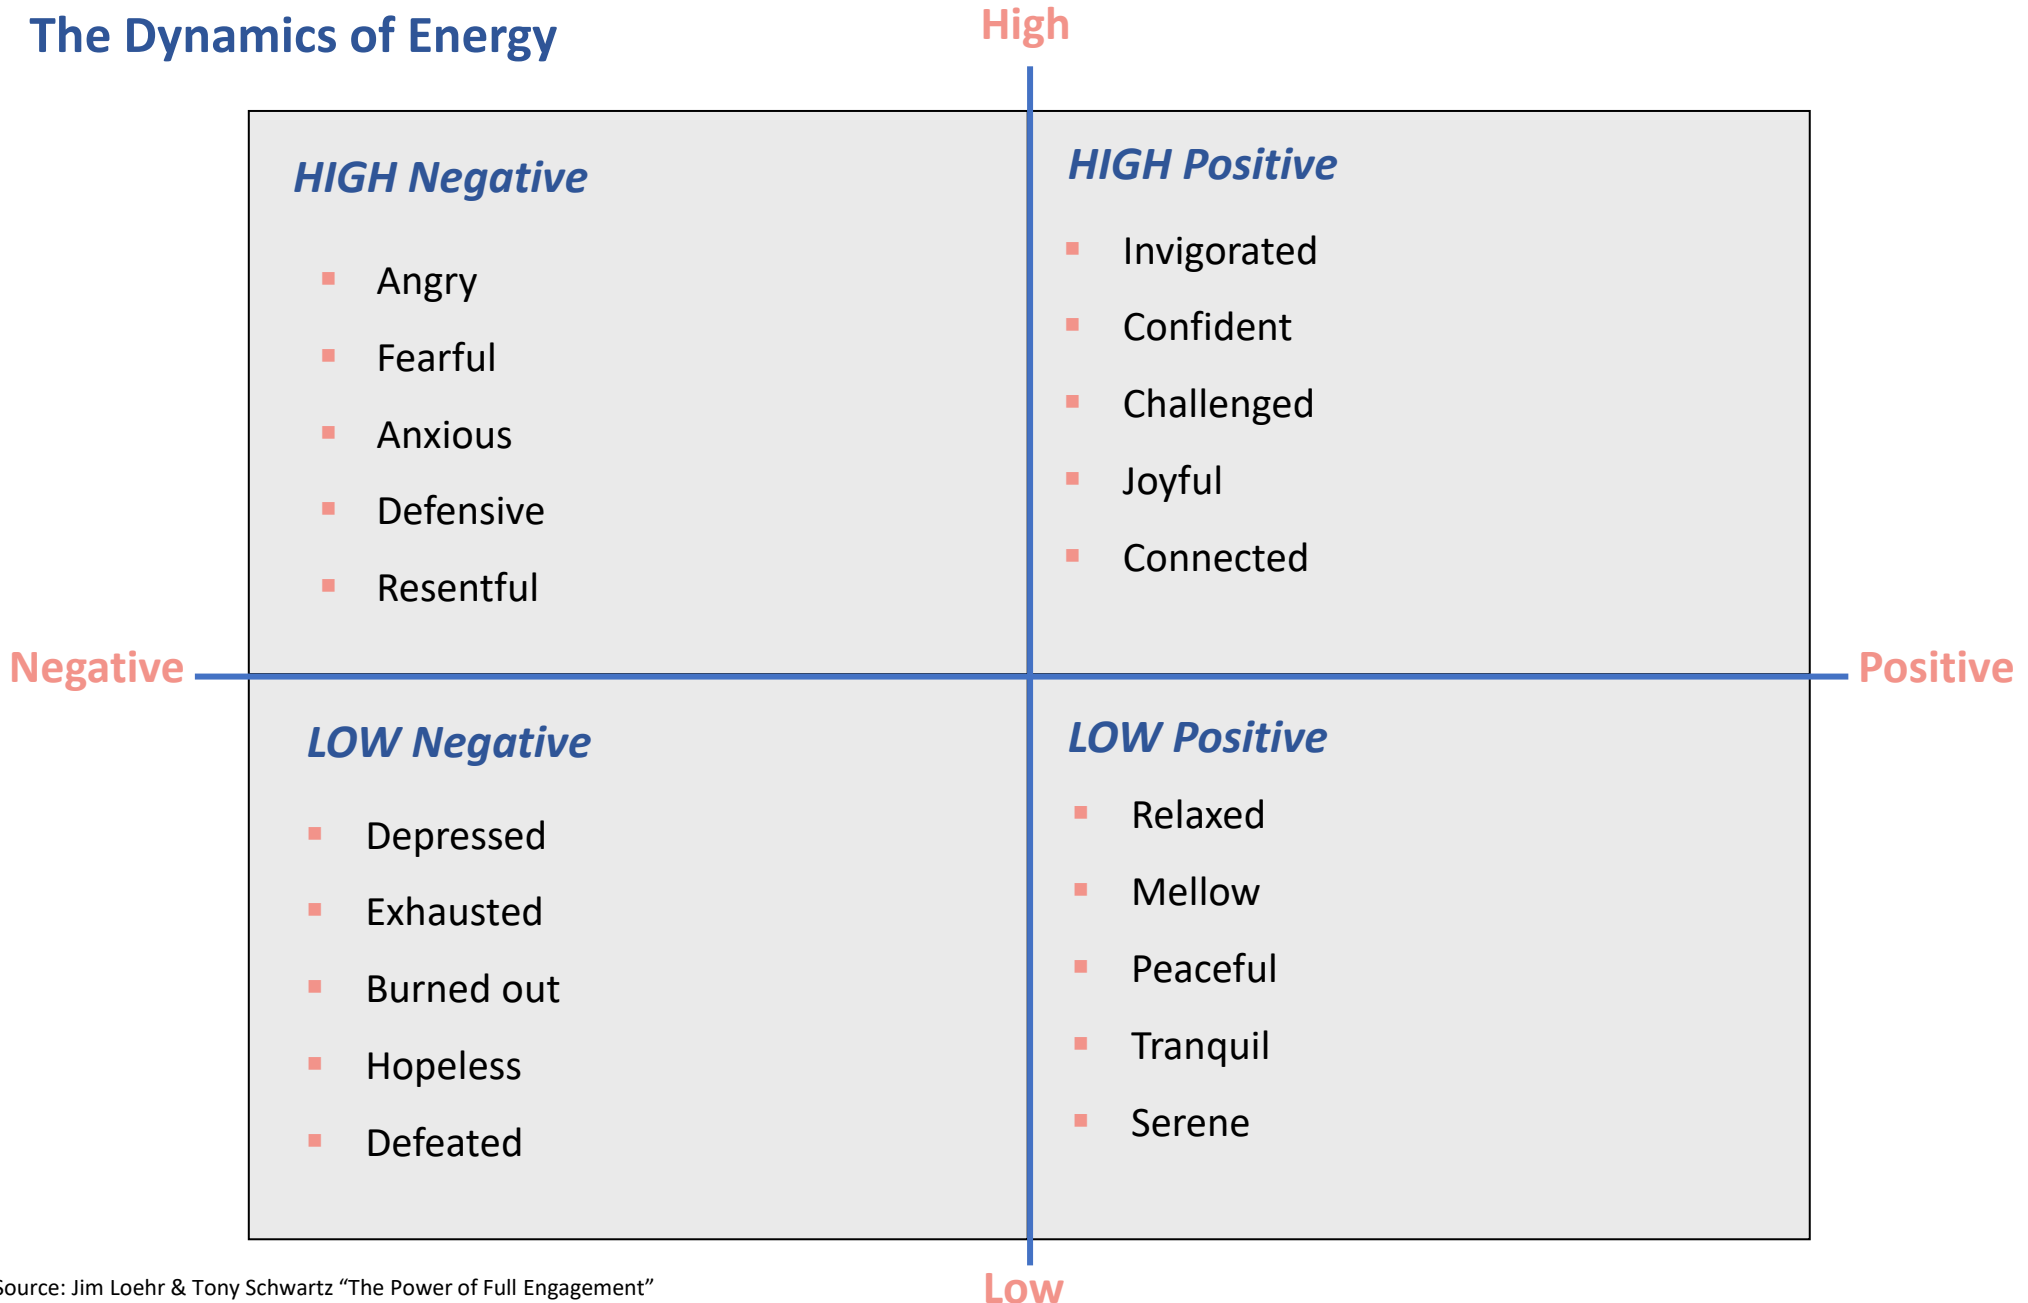 The Dynamics of Energy
High
HIGH Negative
Angry
Fearful
Anxious
Defensive
Resentful
HIGH Positive
Invigorated
Confident
Challenged
Joyful
Connected
Negative
Positive
LOW Negative
Depressed
Exhausted
Burned out
Hopeless
Defeated
LOW Positive
Relaxed
Mellow
Peaceful
Tranquil
Serene
Low
Source: Jim Loehr & Tony Schwartz “The Power of Full Engagement”